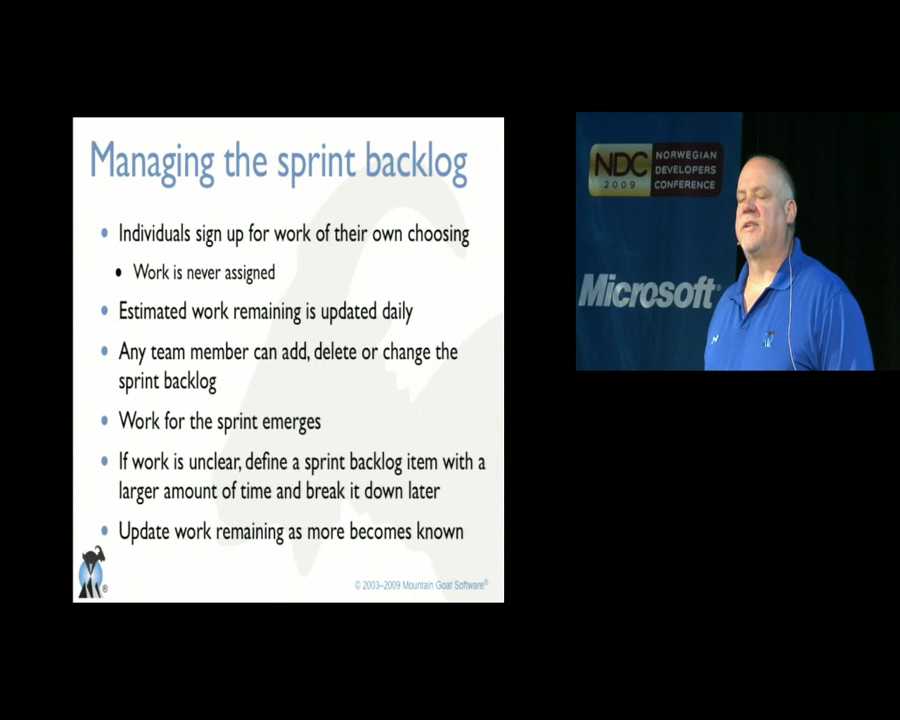 Managing the sprint backlog
Individuals sign up for work of their own choosing
Work is never assigned
Estimated work remaining is updated daily
Any team member can add, delete or change the
sprint backlog
Work for the sprint emerges
If work is unclear, define a sprint backlog item with a
larger amount of time and break it down later
Update work remaining as more becomes known
© 2003–2009 Mountain Goat Software®
®
NDC
2009
NORWEGIAN
DEVELOPERS
CONFERENCE
Microsoft®